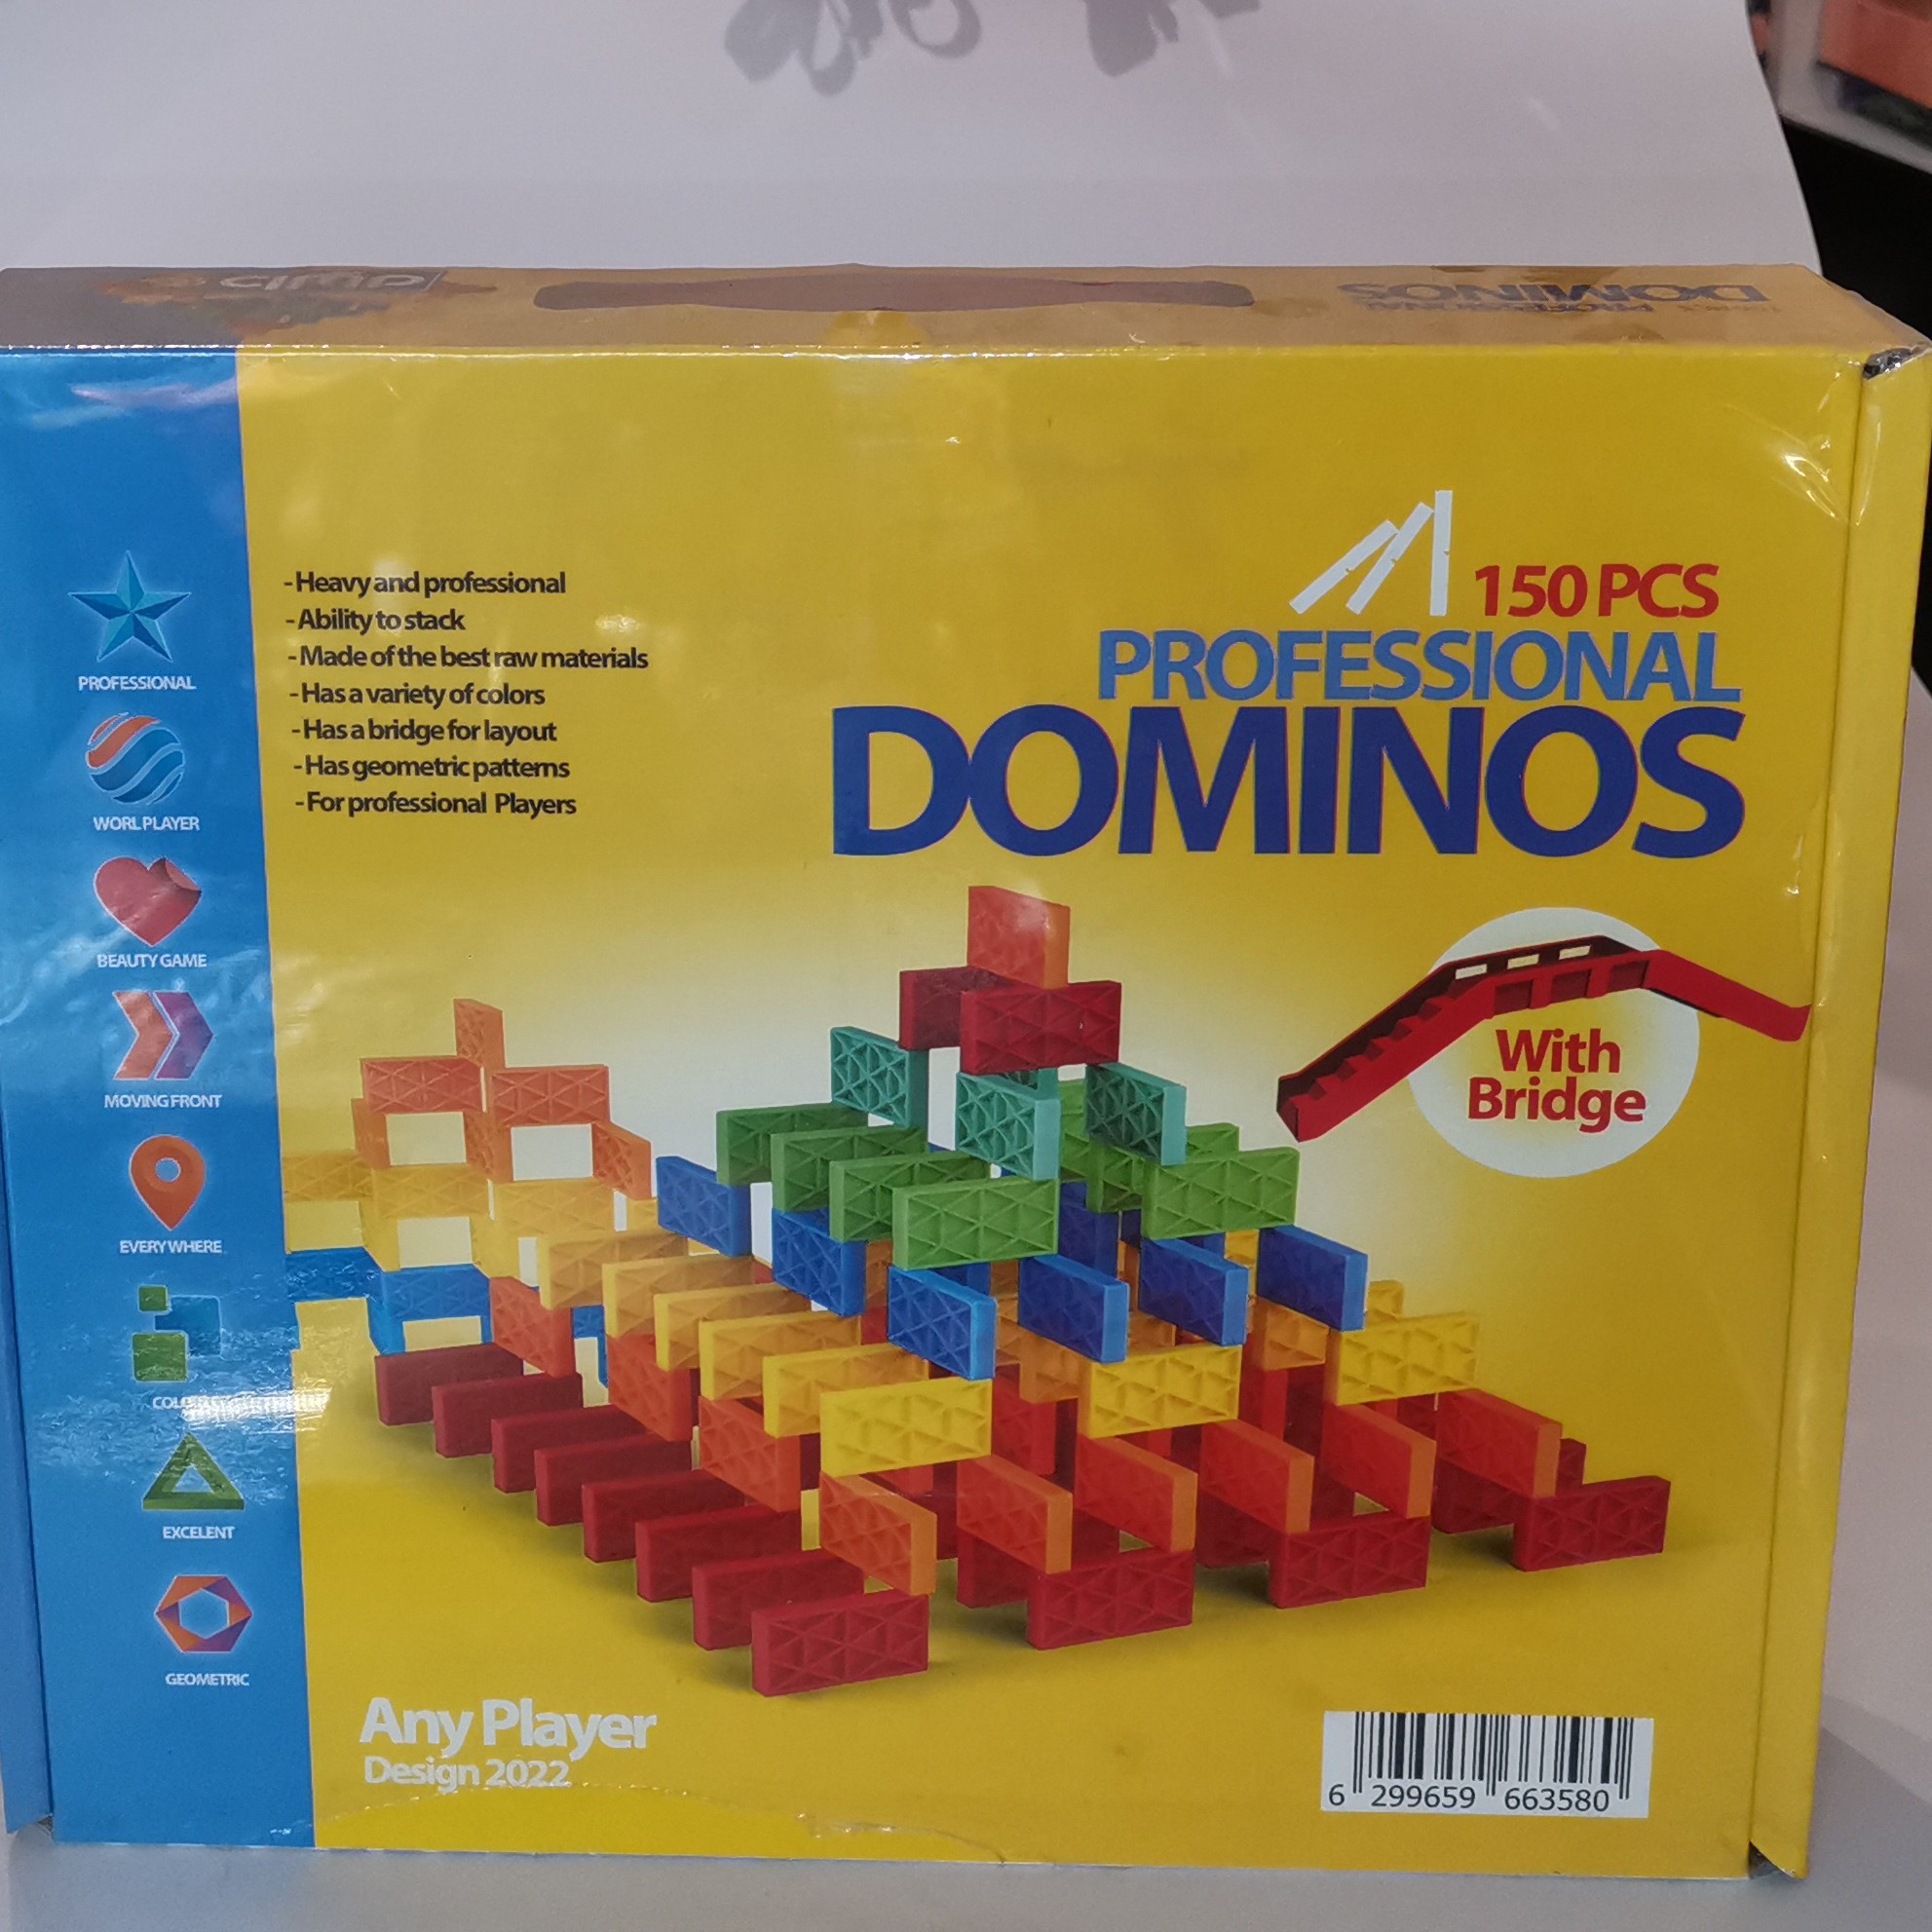 DOMINOS
- Heavy and professional
- Ability to stack
- Made of the best raw materials
- Has a variety of colors
- Has a bridge for layout
- Has geometric patterns
- For professional Players
150 PCS
PROFESSIONAL
DOMINOS
With
Bridge
PROFESSIONAL
WORL PLAYER
BEAUTY GAME
MOVING FRONT
EVERY WHERE
EXCELENT
GEOMETRIC
Any Player
Design 2022
6 299659 663580